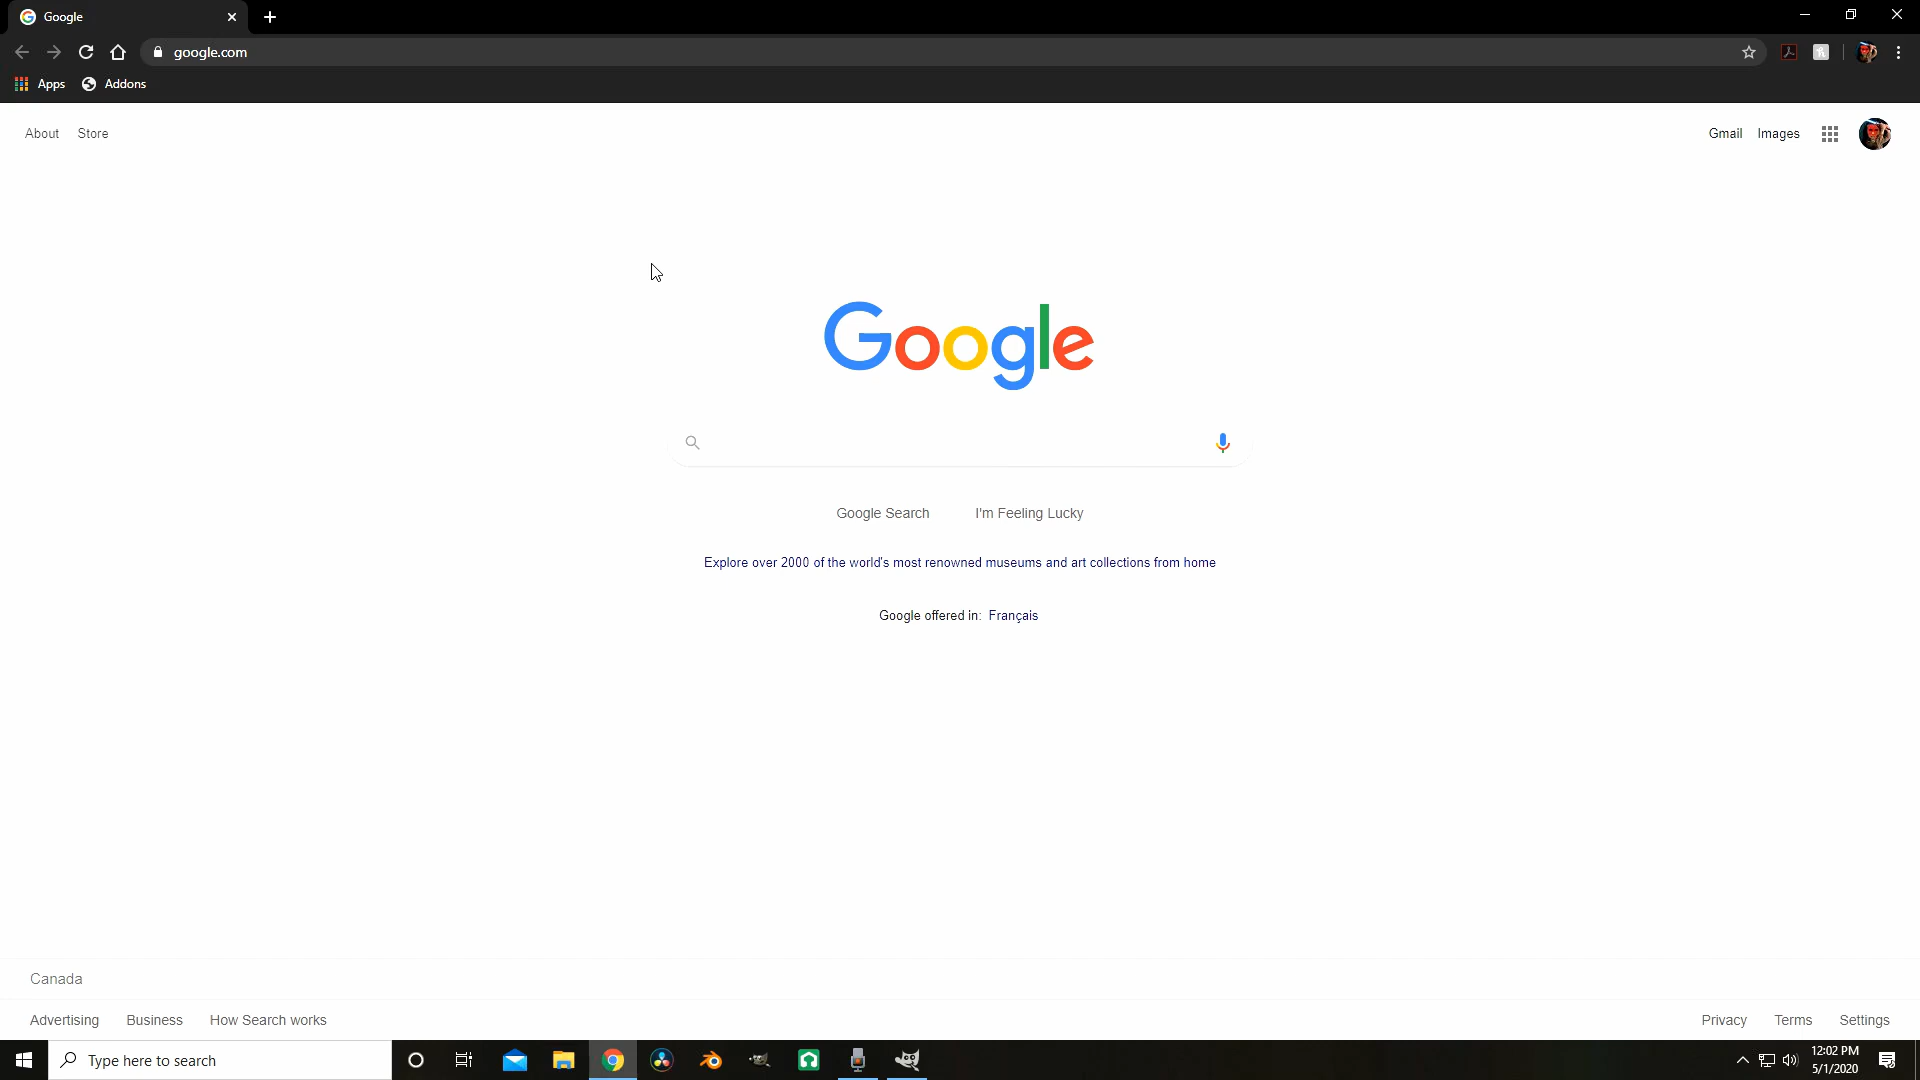 Google
google.com
Apps
Addons
About
Store
Gmail
Images
Google
Google Search
I'm Feeling Lucky
Explore over 2000 of the world's most renowned museums and art collections from home
Google offered in: Français
Canada
Advertising
Business
How Search works
Privacy
Terms
Settings
Type here to search
12:02 PM
5/1/2020